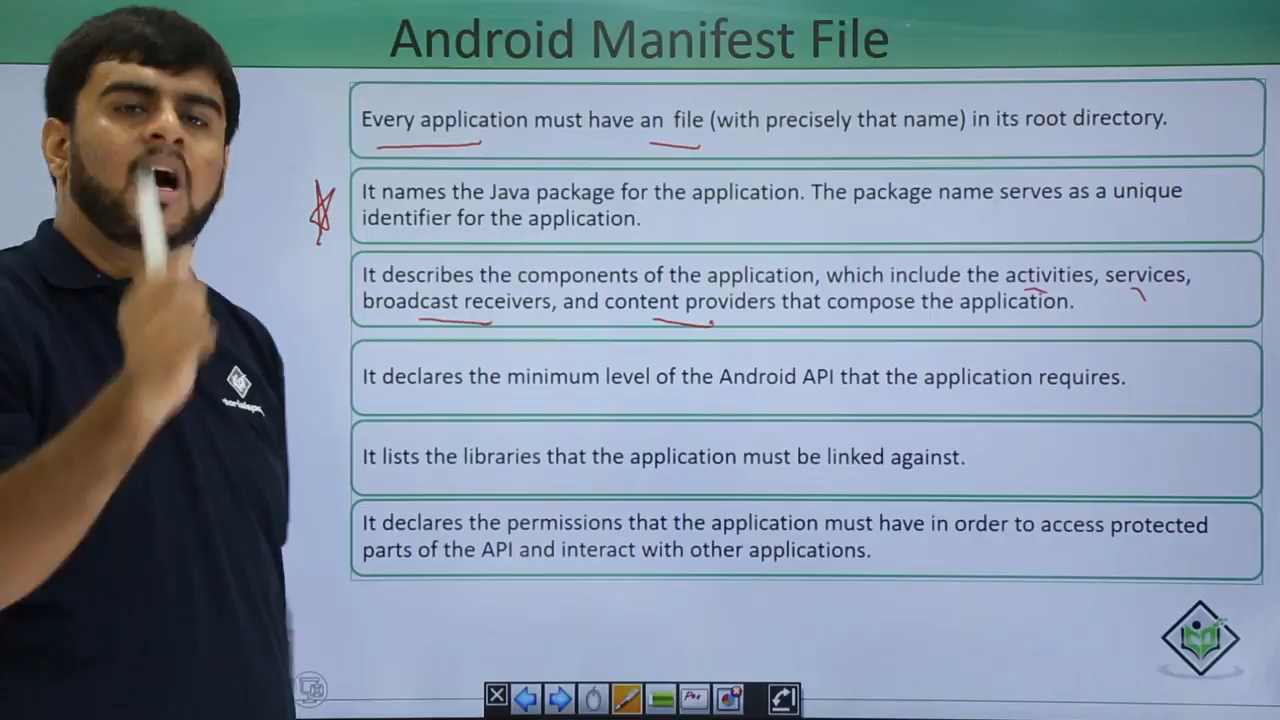 Android Manifest File
Every application must have an file (with precisely that name) in its root directory.
It names the Java package for the application. The package name serves as a unique
identifier for the application.
It describes the components of the application, which include the activities, services,
broadcast receivers, and content providers that compose the application.
It declares the minimum level of the Android API that the application requires.
It lists the libraries that the application must be linked against.
It declares the permissions that the application must have in order to access protected
parts of the API and interact with other applications.